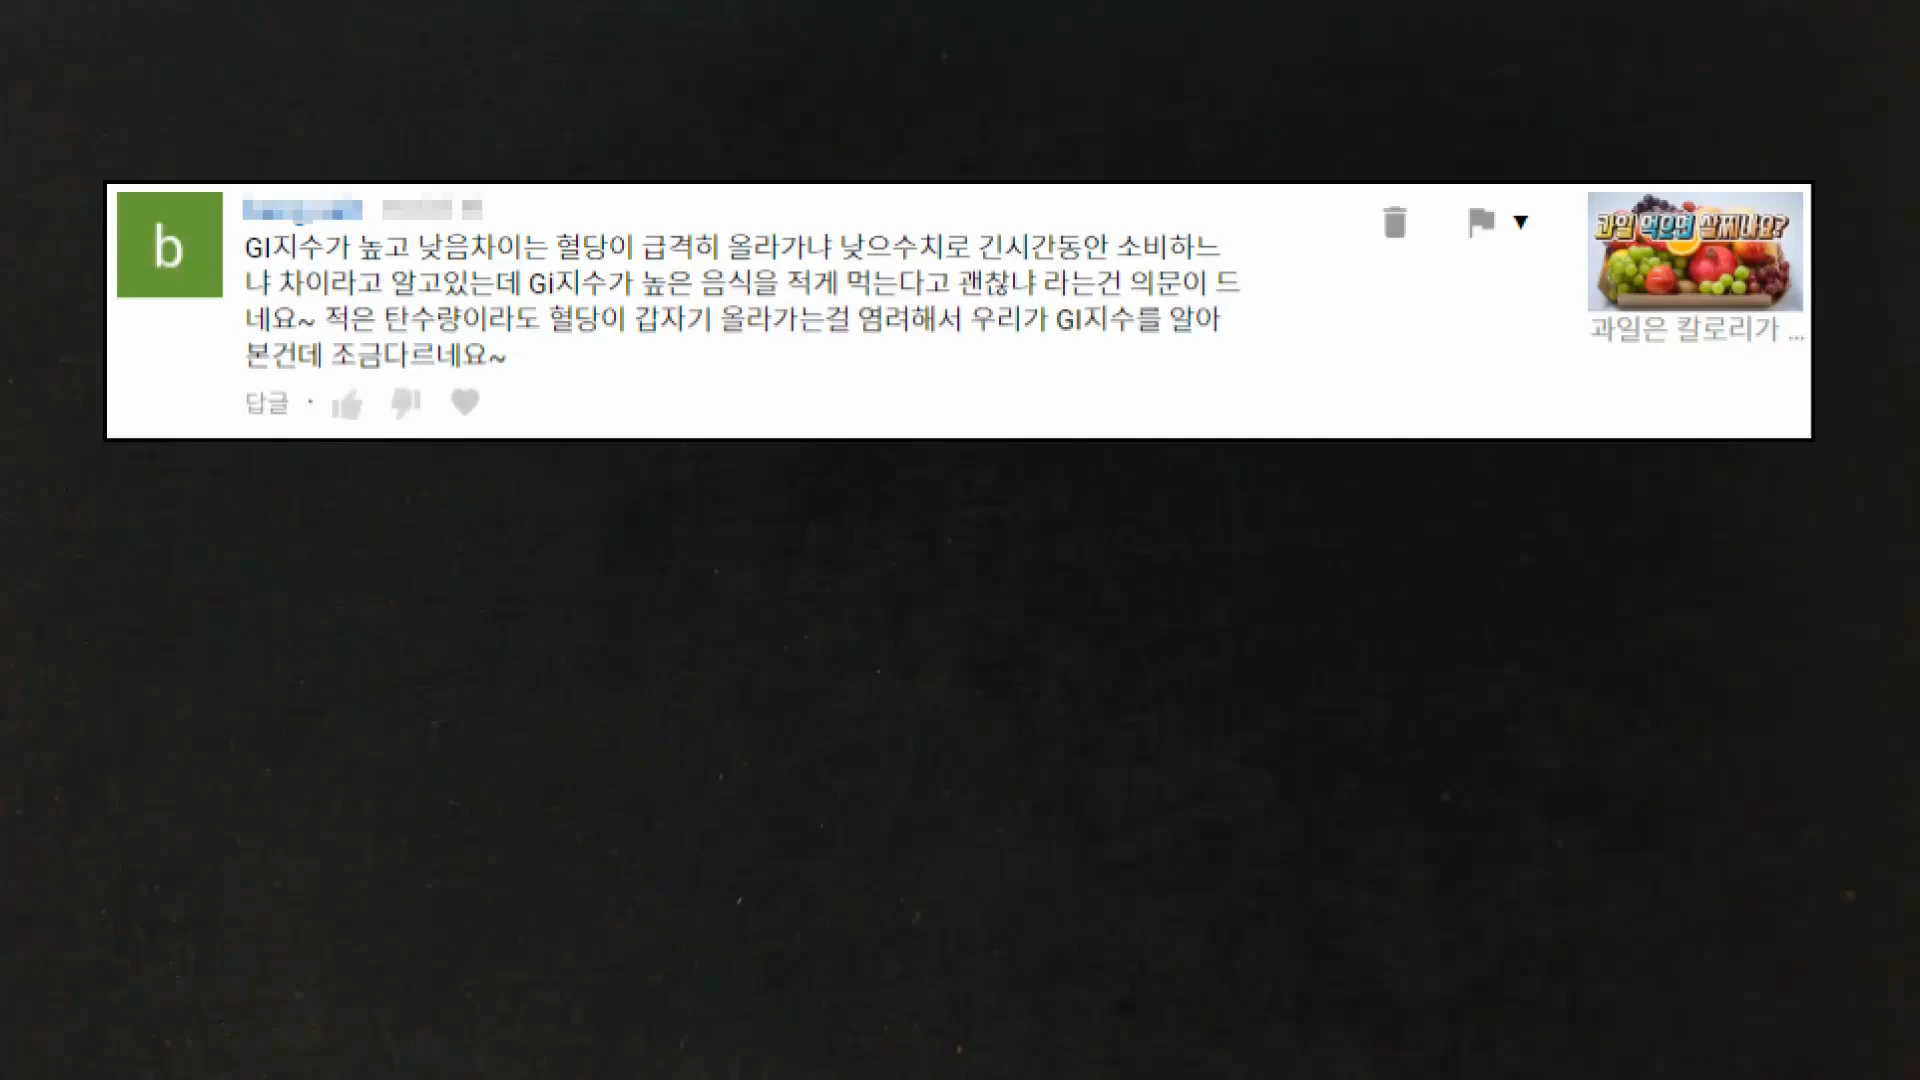 b
GI지수가 높고 낮음차이는 혈당이 급격히 올라가냐 낮으수치로 긴시간동안 소비하느
냐 차이라고 알고있는데 Gi지수가 높은 음식을 적게 먹는다고 괜찮냐 라는건 의문이 드
네요~ 적은 탄수량이라도 혈당이 갑자기 올라가는걸 염려해서 우리가 GI지수를 알아
본건데 조금다르네요~
답글 ·
과일 먹으면 살찌나요?
과일은 칼로리가 ...